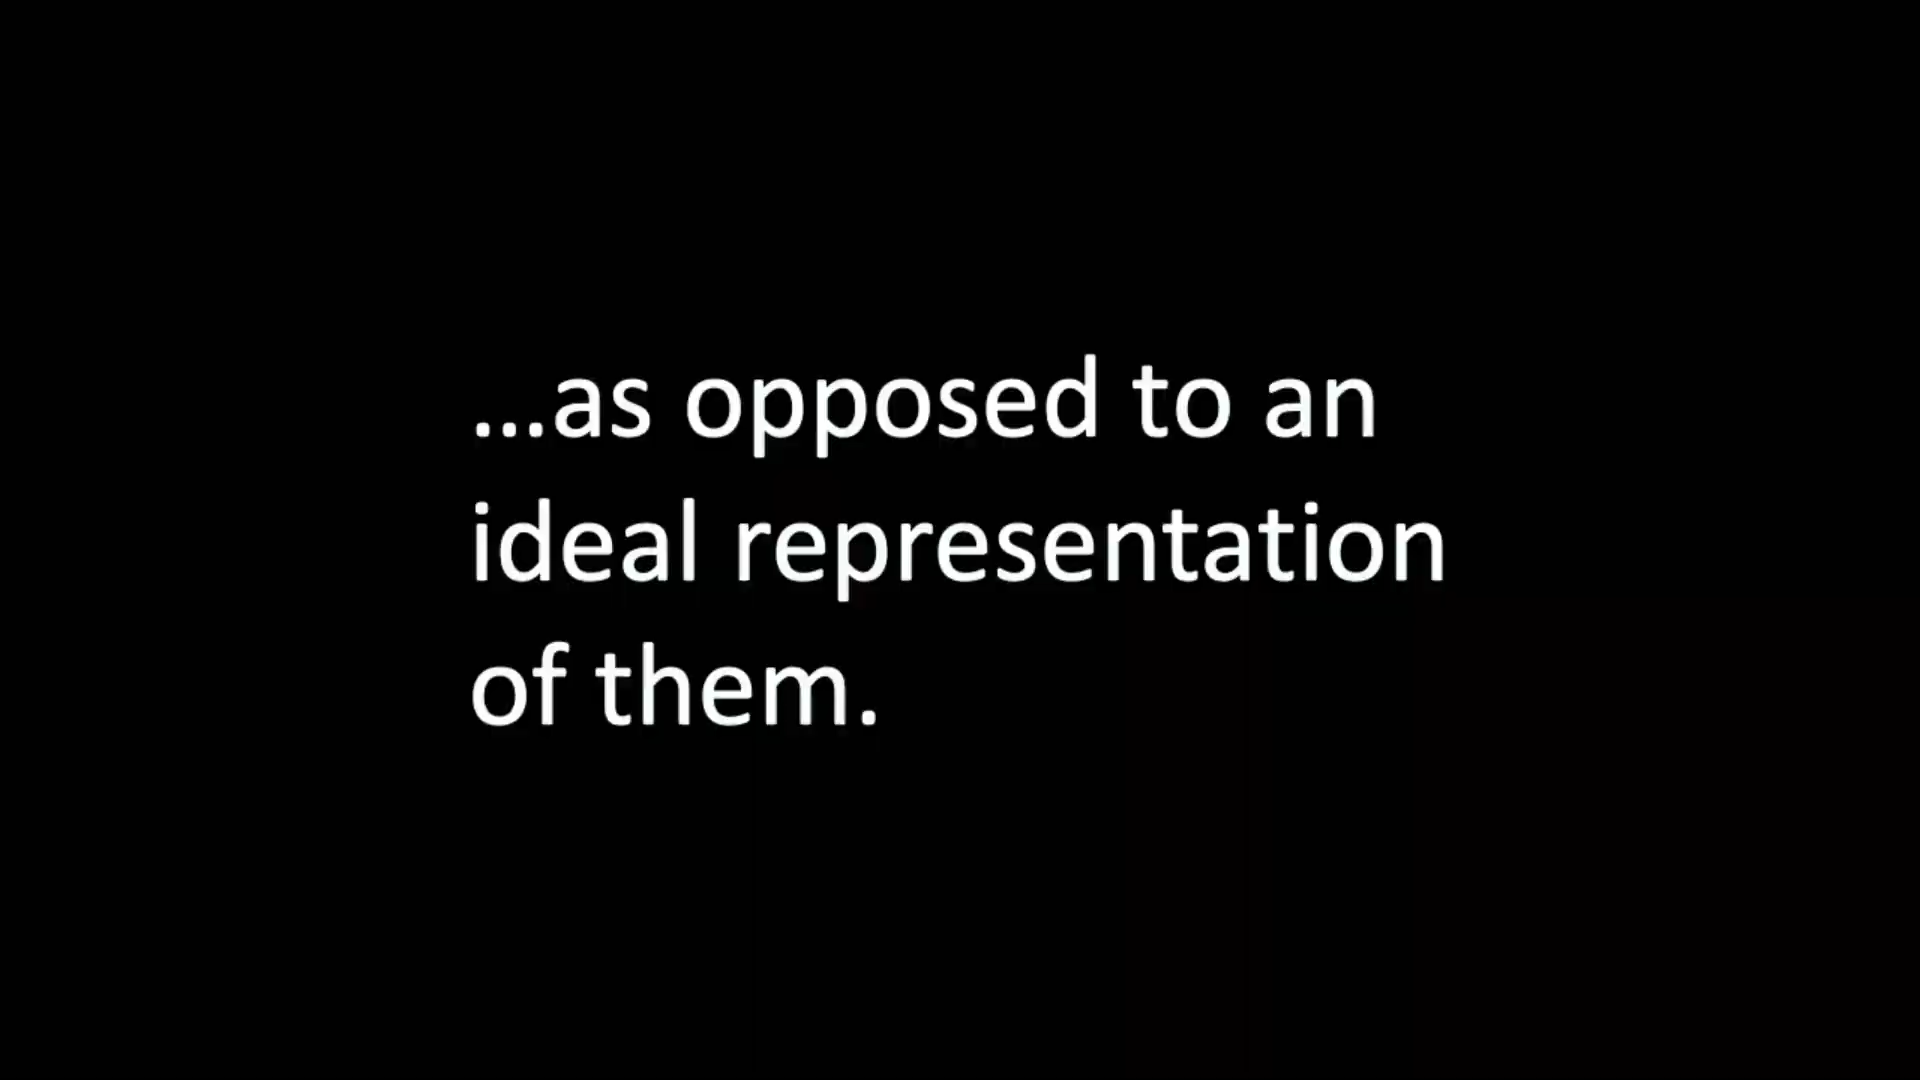 ...as opposed to an
ideal representation
of them.